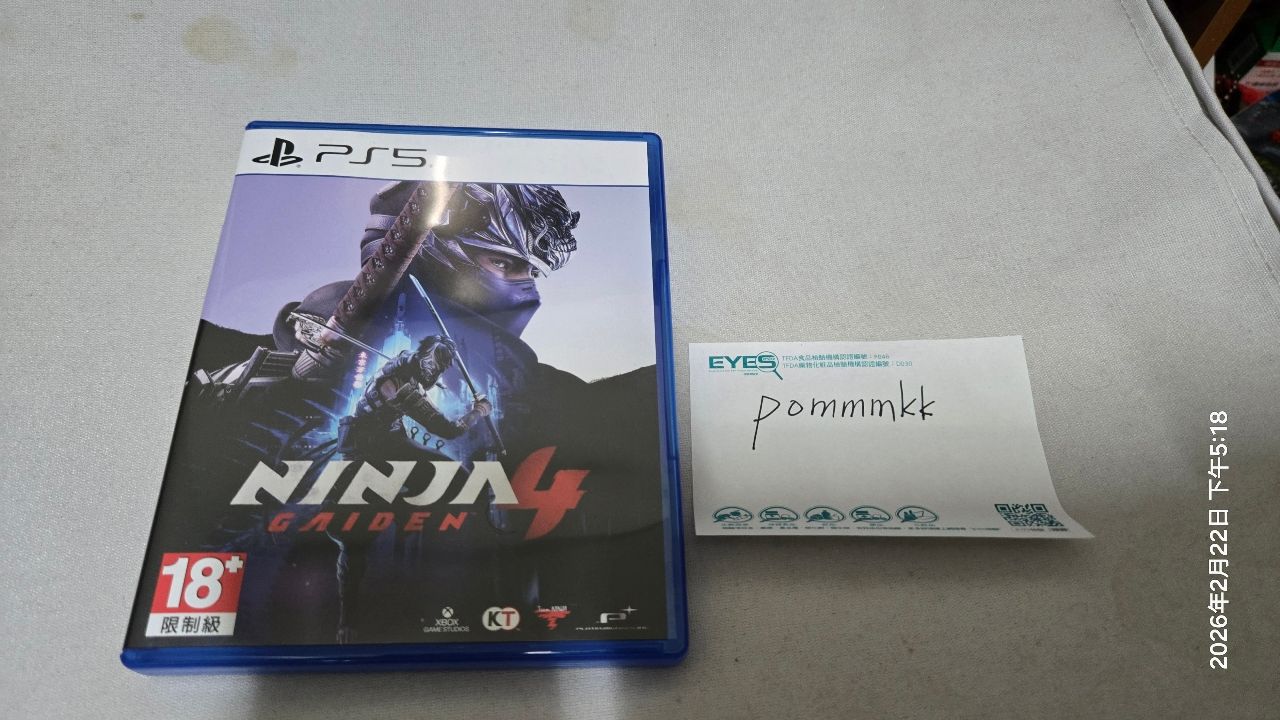 PS5
NINJA 4
GAIDEN
18+
限制級
XBOX
GAME STUDIOS
KT
EYES
TFDA食品檢驗機構認證編號：F046
TFDA藥物化粧品檢驗機構認證編號：D030
pommmkk
2026年2月22日 下午5:18